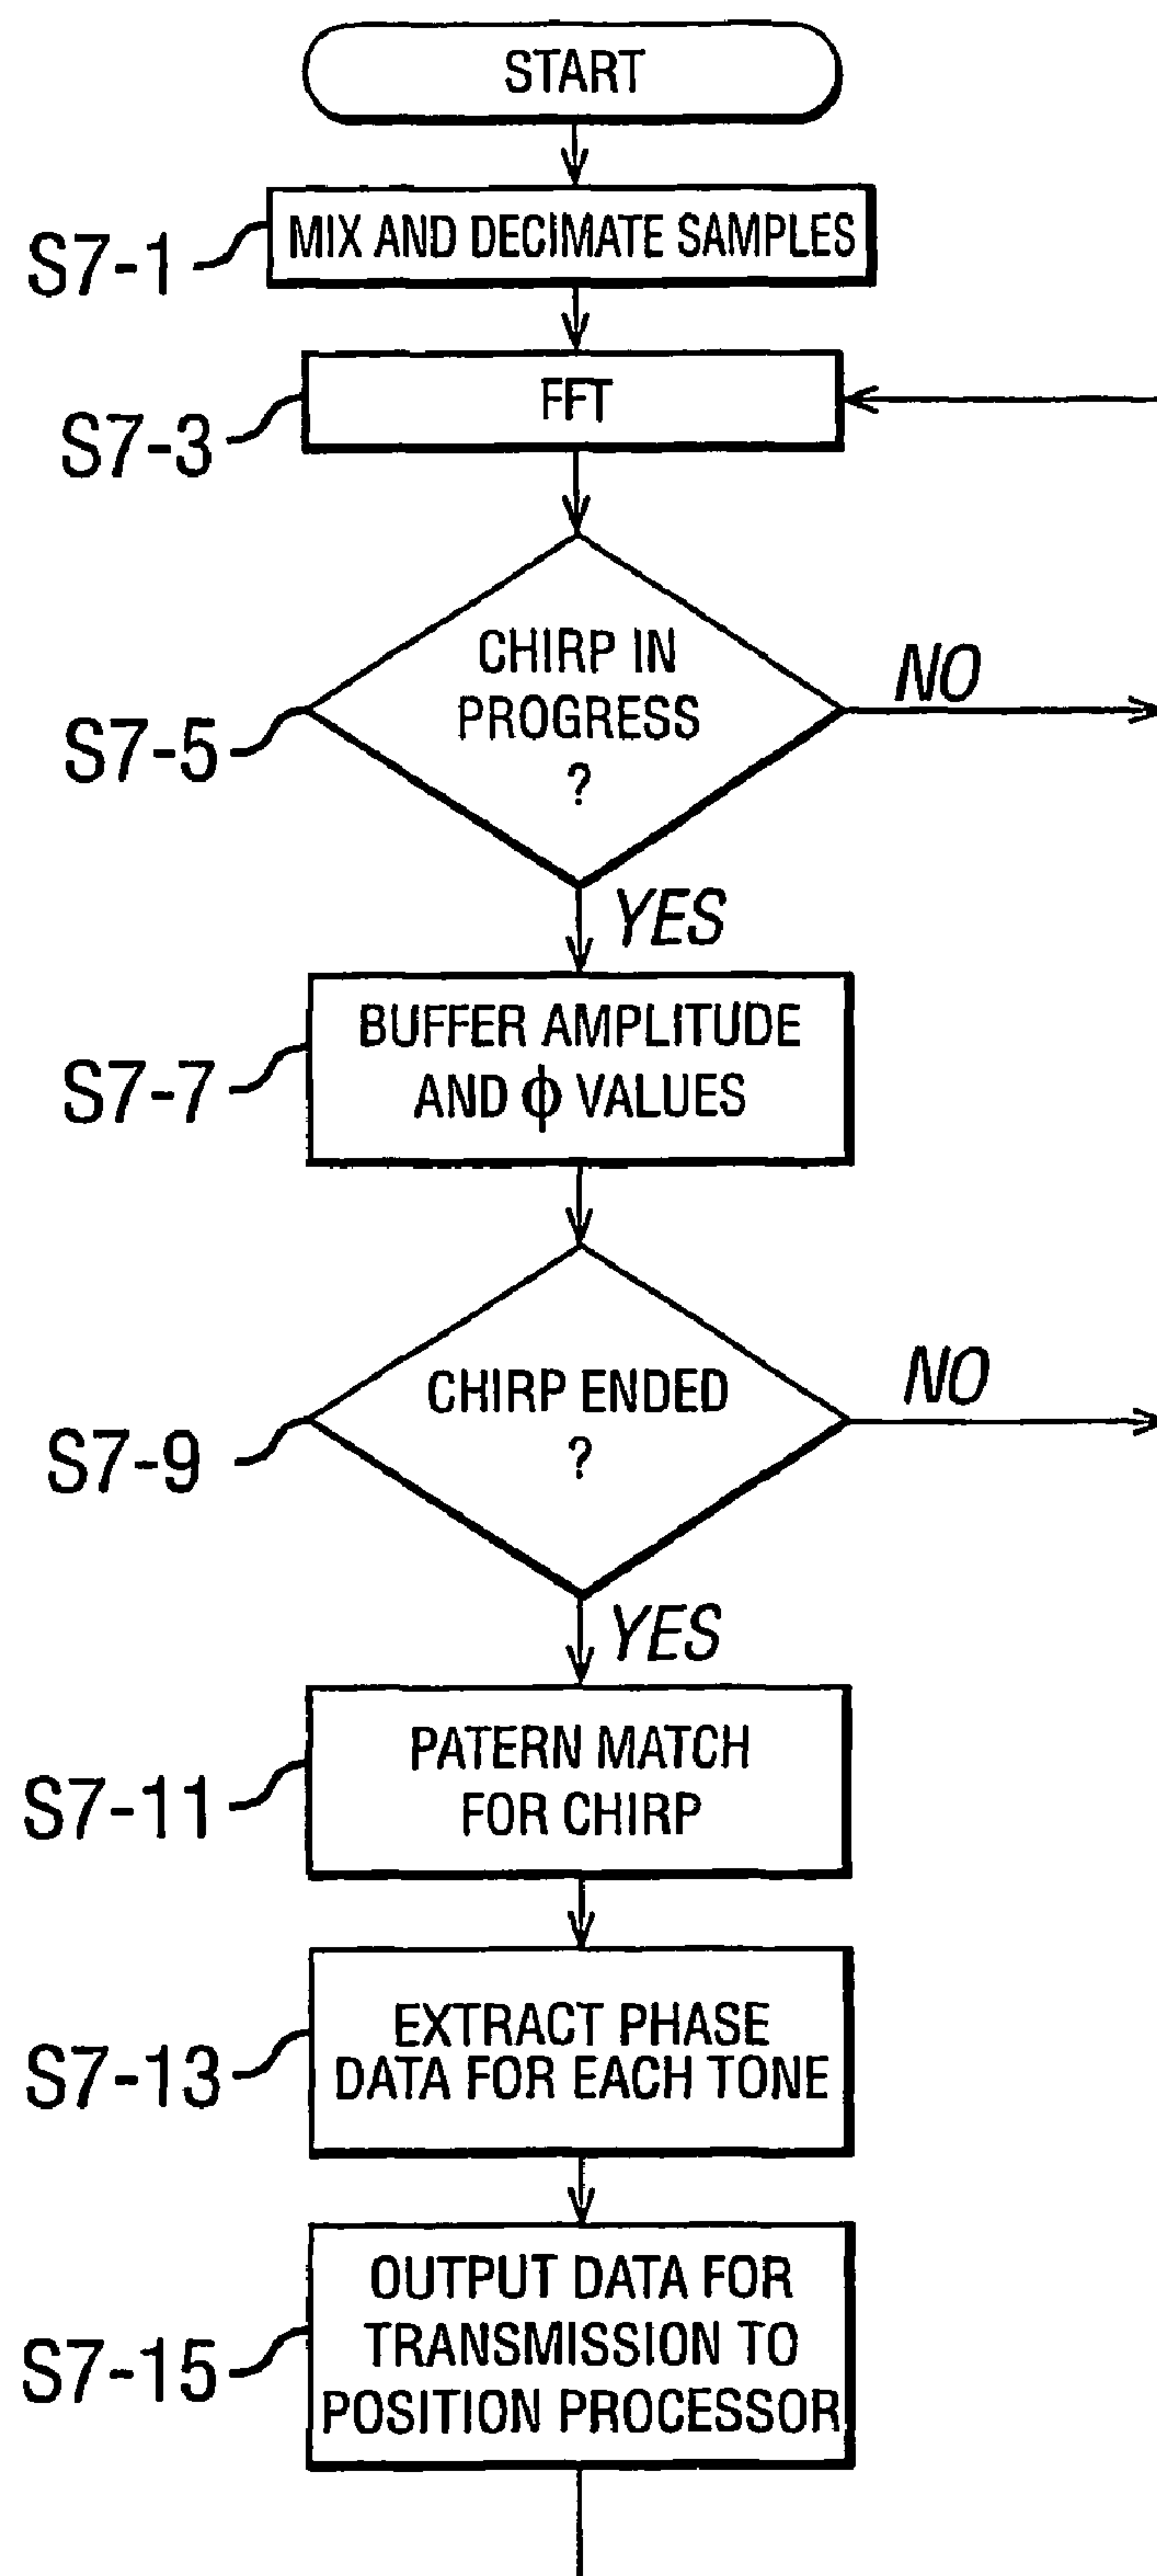 START
S7-1
MIX AND DECIMATE SAMPLES
S7-3
FFT
S7-5
CHIRP IN
PROGRESS
?
NO
YES
S7-7
BUFFER AMPLITUDE
AND ϕ VALUES
S7-9
CHIRP ENDED
?
NO
YES
S7-11
PATERN MATCH
FOR CHIRP
S7-13
EXTRACT PHASE
DATA FOR EACH TONE
S7-15
OUTPUT DATA FOR
TRANSMISSION TO
POSITION PROCESSOR